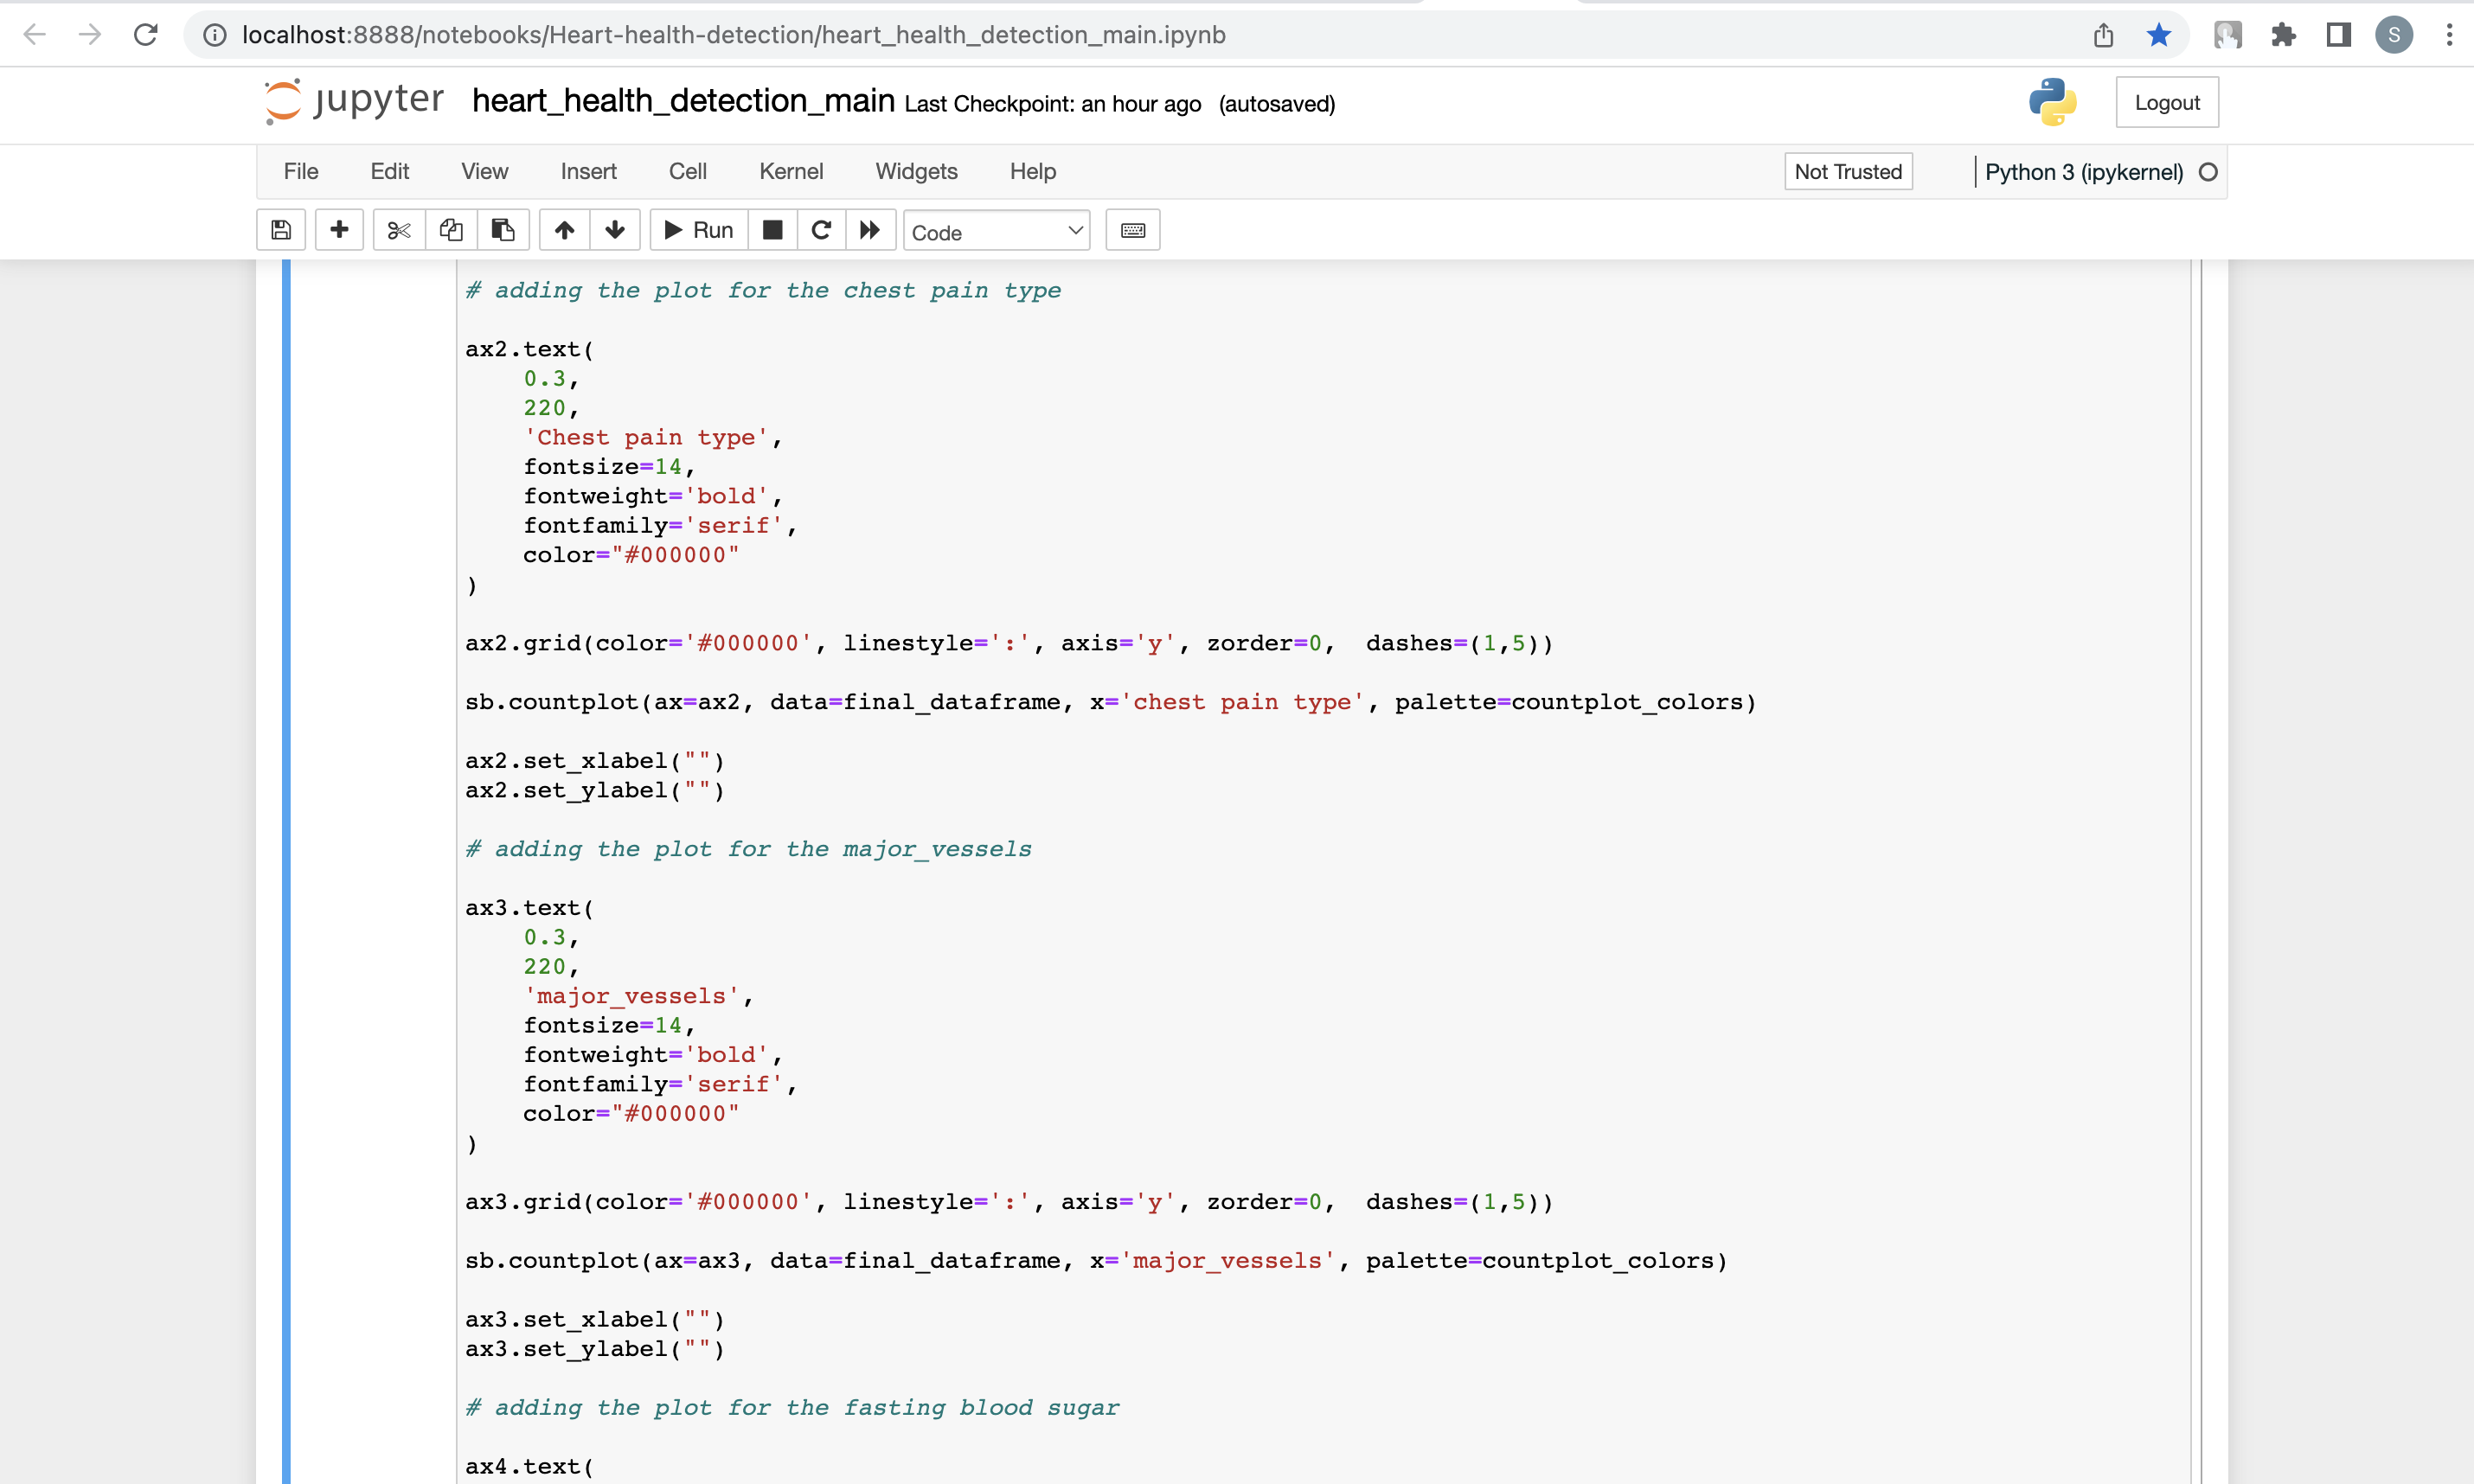 localhost:8888/notebooks/Heart-health-detection/heart_health_detection_main.ipynb
S
jupyter heart_health_detection_main Last Checkpoint: an hour ago (autosaved)
Logout
File Edit View Insert Cell Kernel Widgets Help
Not Trusted
Python 3 (ipykernel)
Run
Code
# adding the plot for the chest pain type
ax2.text(
    0.3,
    220,
    'Chest pain type',
    fontsize=14,
    fontweight='bold',
    fontfamily='serif',
    color="#000000"
)
ax2.grid(color='#000000', linestyle=':', axis='y', zorder=0,  dashes=(1,5))
sb.countplot(ax=ax2, data=final_dataframe, x='chest pain type', palette=countplot_colors)
ax2.set_xlabel("")
ax2.set_ylabel("")
# adding the plot for the major_vessels
ax3.text(
    0.3,
    220,
    'major_vessels',
    fontsize=14,
    fontweight='bold',
    fontfamily='serif',
    color="#000000"
)
ax3.grid(color='#000000', linestyle=':', axis='y', zorder=0,  dashes=(1,5))
sb.countplot(ax=ax3, data=final_dataframe, x='major_vessels', palette=countplot_colors)
ax3.set_xlabel("")
ax3.set_ylabel("")
# adding the plot for the fasting blood sugar
ax4.text(